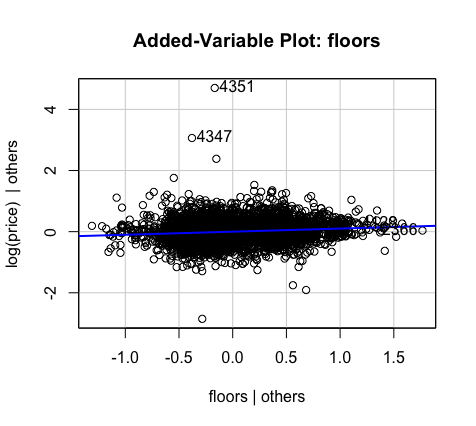 Added-Variable Plot: floors
4351
4347
log(price) | others
4
2
0
-2
-1.0 -0.5 0.0 0.5 1.0 1.5
floors | others